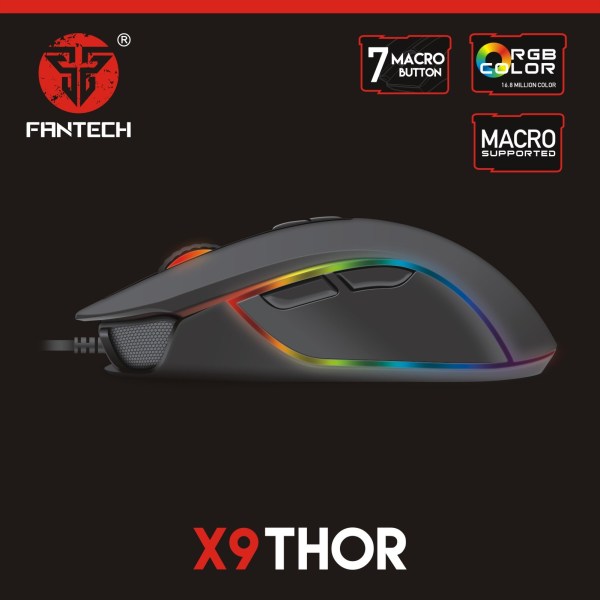 ®
FANTECH
7 MACRO
BUTTON
RGB
COLOR
16.8 MILLION COLOR
MACRO
SUPPORTED
X9 THOR